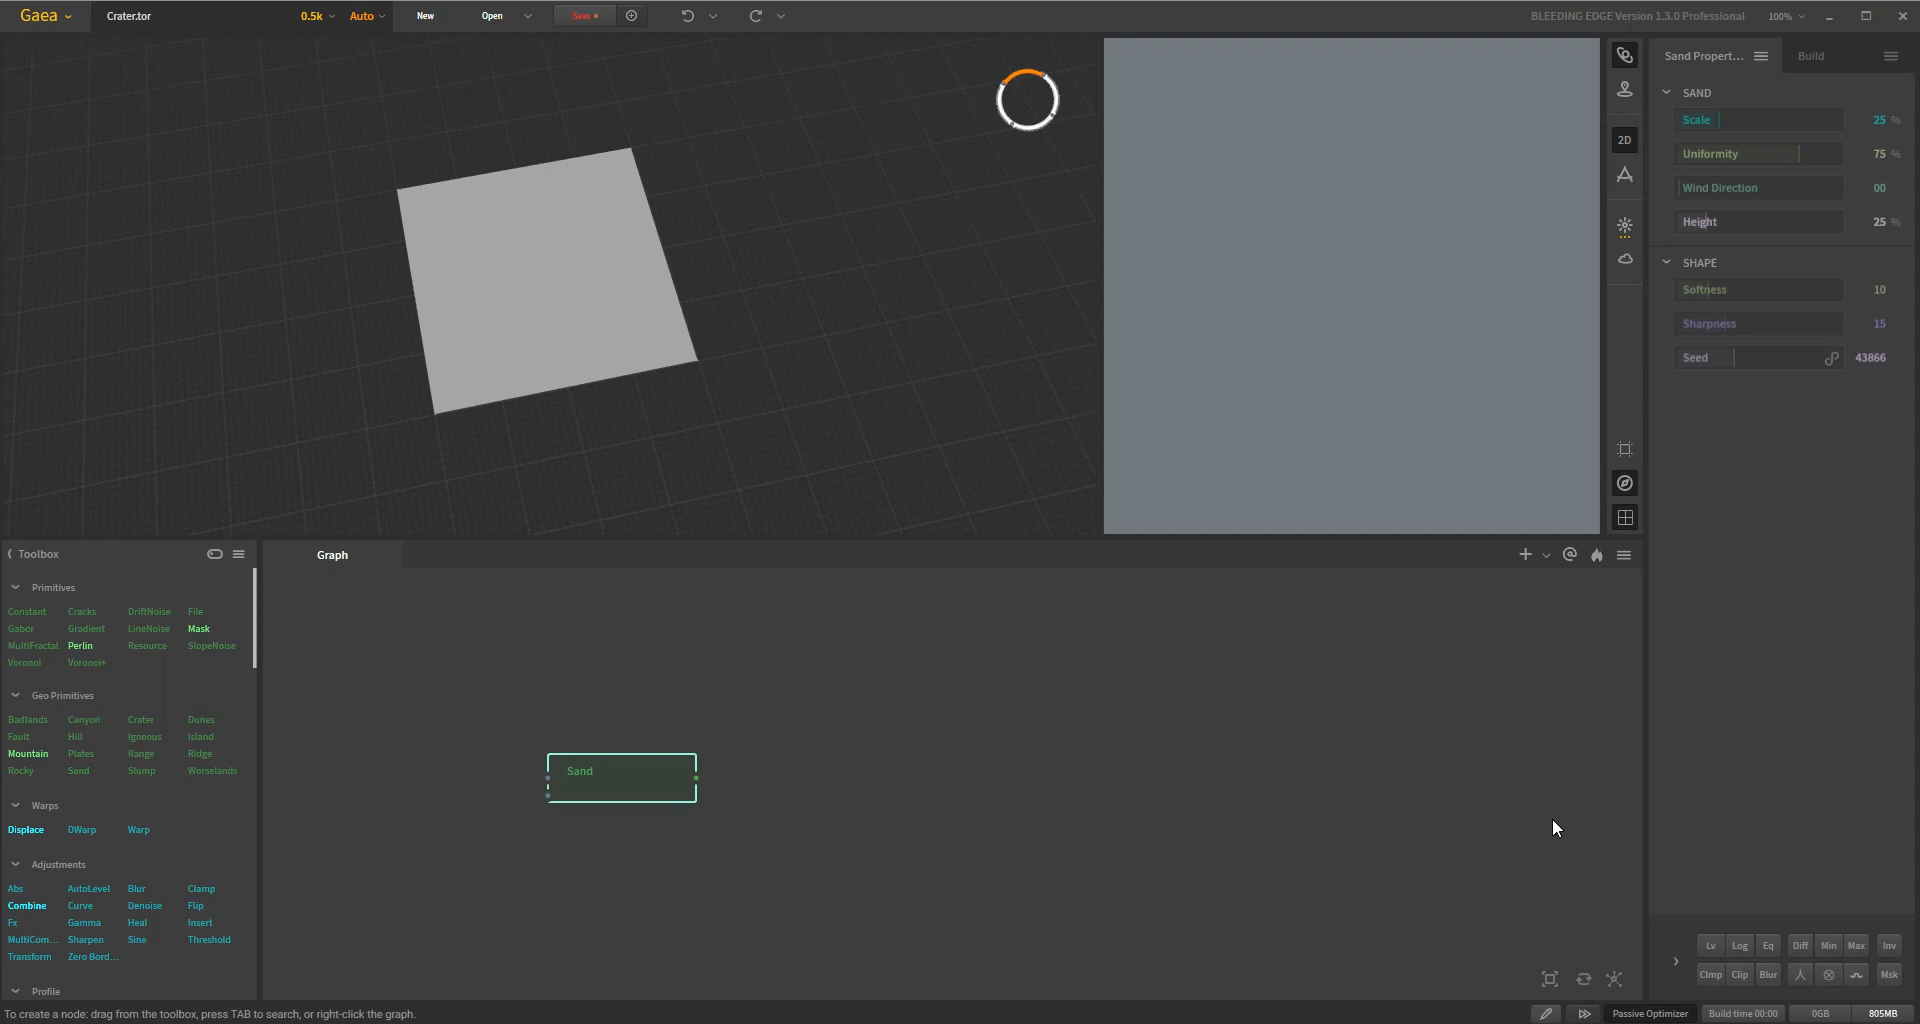 Gaea
Crater.tor
0.5k
Auto
New
Open
Save
BLEEDING EDGE Version 1.3.0 Professional
100%
2D
Sand Propert...
Build
SAND
Scale 25 %
Uniformity 75 %
Wind Direction 00
Height 25 %
SHAPE
Softness 10
Sharpness 15
Seed 43866
Toolbox
Primitives
Constant Cracks DriftNoise File
Gabor Gradient LineNoise Mask
MultiFractal Perlin Resource SlopeNoise
Voronoi Voronoi+
Geo Primitives
Badlands Canyon Crater Dunes
Fault Hill Igneous Island
Mountain Plates Range Ridge
Rocky Sand Slump Worselands
Warps
Displace DWarp Warp
Adjustments
Abs AutoLevel Blur Clamp
Combine Curve Denoise Flip
Fx Gamma Heal Insert
MultiCom... Sharpen Sine Threshold
Transform Zero Bord...
Profile
Graph
Sand
Lv Log Eq Diff Min Max Inv
Clmp Clip Blur Msk
To create a node: drag from the toolbox, press TAB to search, or right-click the graph.
Passive Optimizer
Build time 00:00
0GB
805MB